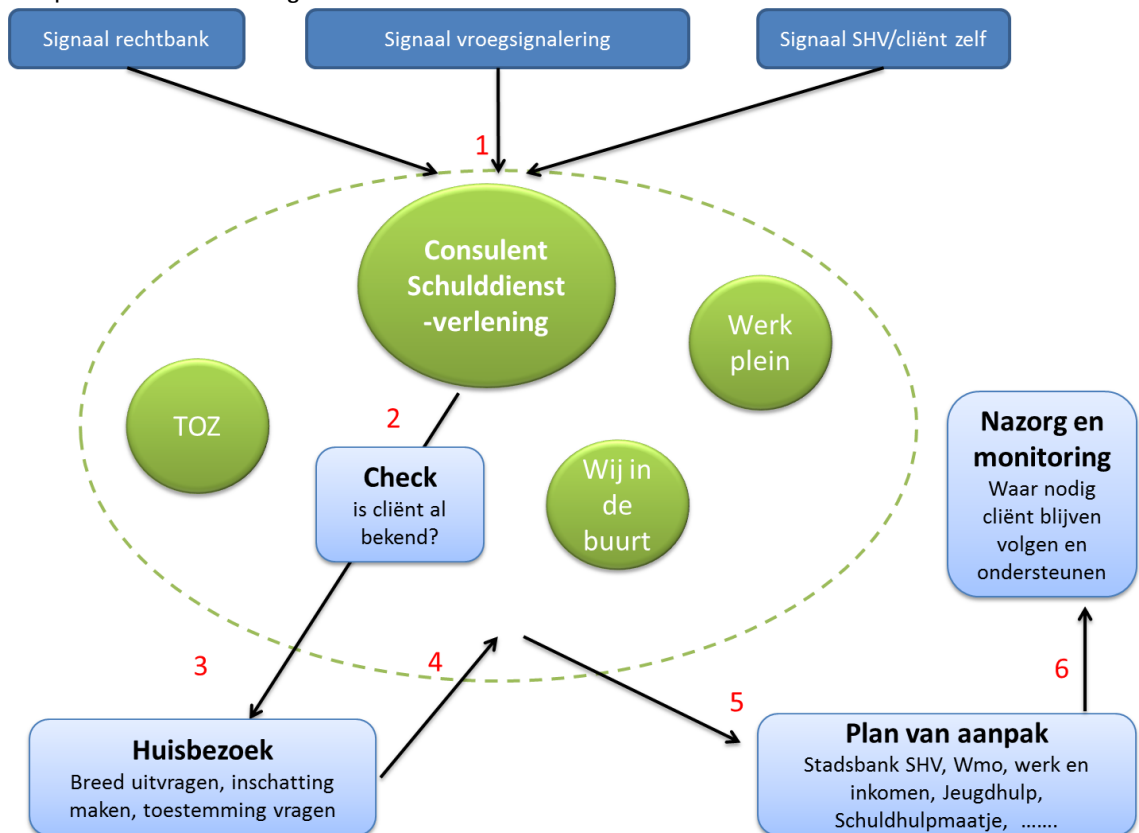 Signaal rechtbank
Signaal vroegsignalering
Signaal SHV/cliënt zelf
1
Consulent
Schulddienst
-verlening
Werk
plein
TOZ
2
Check
is cliënt al
bekend?
Wij in
de
buurt
Nazorg en
monitoring
Waar nodig
cliënt blijven
volgen en
ondersteunen
3
4
5
6
Huisbezoek
Breed uitvragen, inschatting
maken, toestemming vragen
Plan van aanpak
Stadsbank SHV, Wmo, werk en
inkomen, Jeugdhulp,
Schuldhulpmaatje, …….